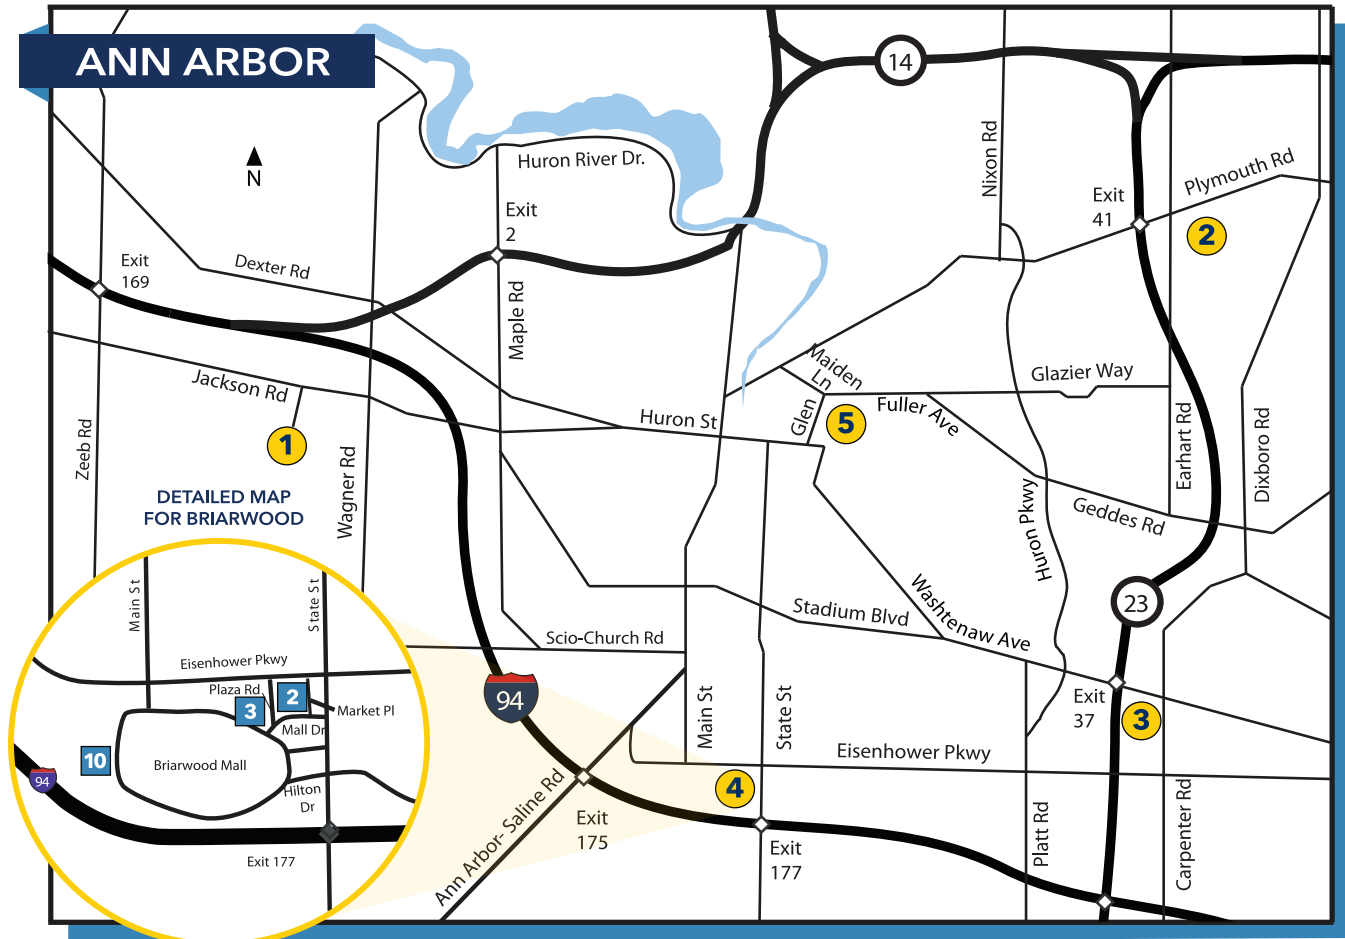 ANN ARBOR
14
N
Huron River Dr.
Nixon Rd
Plymouth Rd
Exit
41
2
Exit
2
Exit
169
Dexter Rd
Maple Rd
Jackson Rd
Maiden
Ln
Glazier Way
Huron St
Glen
5
Fuller Ave
Earhart Rd
Dixboro Rd
1
Zeeb Rd
Wagner Rd
DETAILED MAP
FOR BRIARWOOD
Huron Pkwy
Geddes Rd
23
Washtenaw Ave
Stadium Blvd
Scio-Church Rd
94
Main St
State St
Exit
37
3
Eisenhower Pkwy
4
Ann Arbor- Saline Rd
Exit
175
Exit
177
Platt Rd
Carpenter Rd
Main St
State St
Eisenhower Pkwy
Plaza Rd.
2
3
Market Pl
Mall Dr
10
Briarwood Mall
94
Hilton
Dr
Exit 177